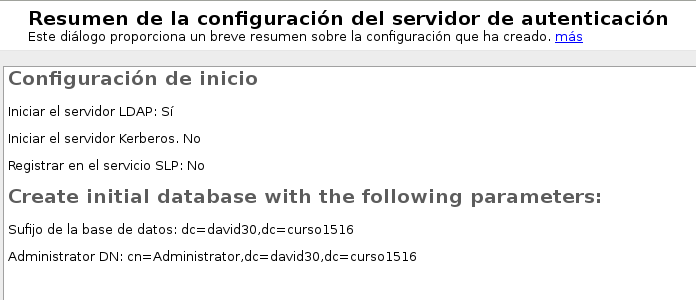 Resumen de la configuración del servidor de autenticación
Este diálogo proporciona un breve resumen sobre la configuración que ha creado. más
Configuración de inicio
Iniciar el servidor LDAP: Sí
Iniciar el servidor Kerberos. No
Registrar en el servicio SLP: No
Create initial database with the following parameters:
Sufijo de la base de datos: dc=david30,dc=curso1516
Administrator DN: cn=Administrator,dc=david30,dc=curso1516